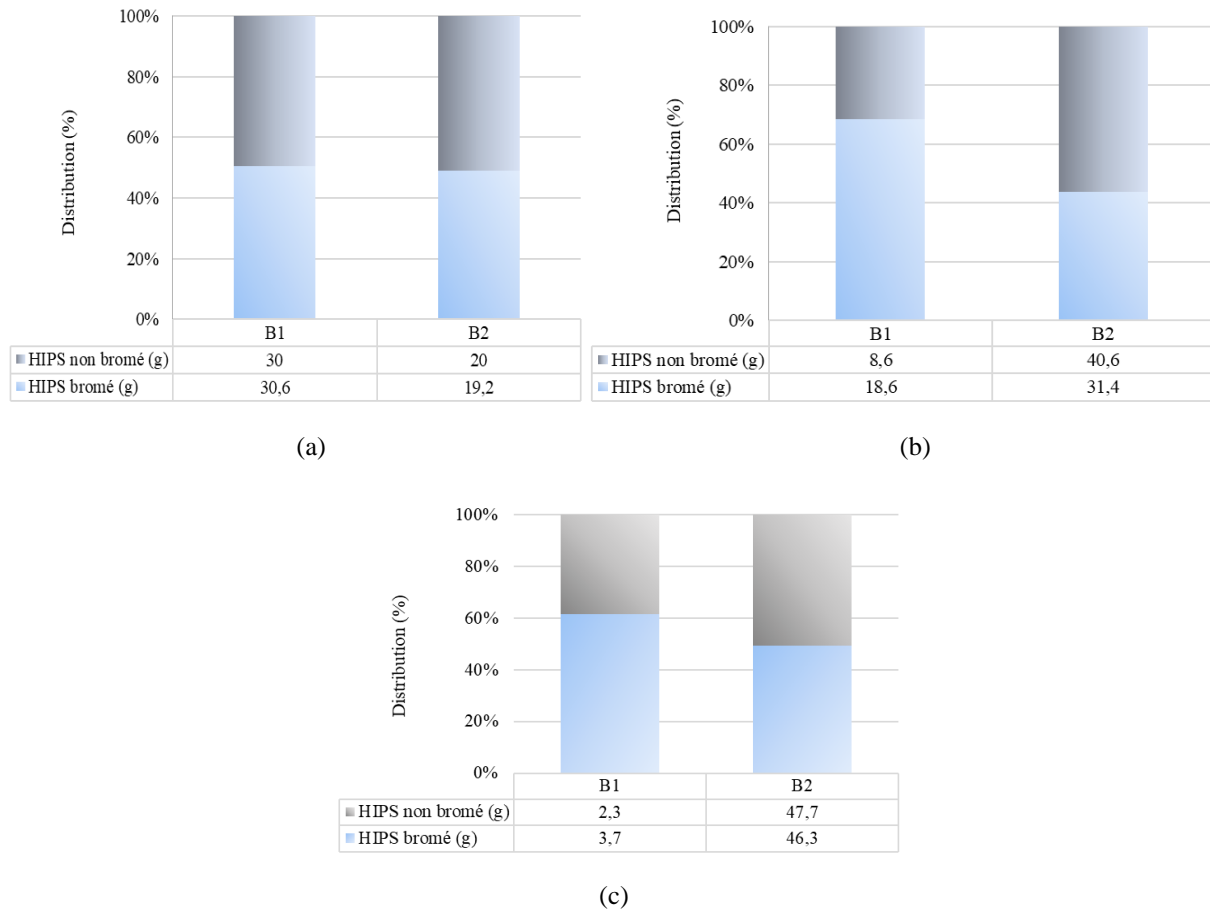 100%
80%
60%
40%
20%
0%
Distribution (%)
B1 B2
HIPS non bromé (g) 30 20
HIPS bromé (g) 30,6 19,2
(a)
100%
80%
60%
40%
20%
0%
Distribution (%)
B1 B2
HIPS non bromé (g) 8,6 40,6
HIPS bromé (g) 18,6 31,4
(b)
100%
80%
60%
40%
20%
0%
Distribution (%)
B1 B2
HIPS non bromé (g) 2,3 47,7
HIPS bromé (g) 3,7 46,3
(c)